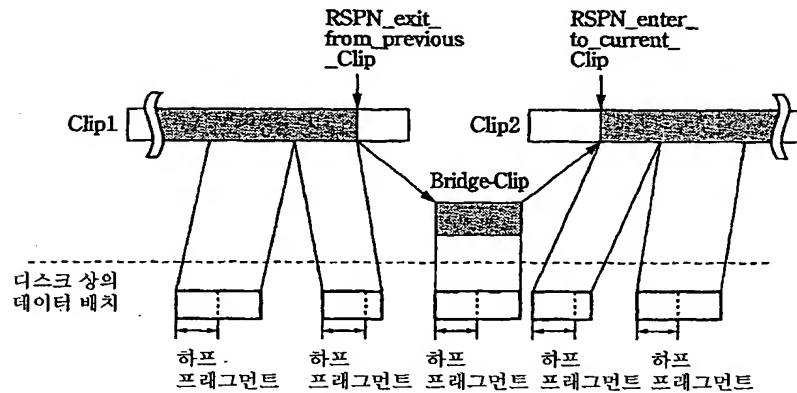 RSPN_exit_
from_previous
_Clip
RSPN_enter_
to_current_
Clip
Clip1
Clip2
Bridge-Clip
디스크 상의
데이터 배치
하프
프래그먼트
하프
프래그먼트
하프
프래그먼트
하프
프래그먼트
하프
프래그먼트